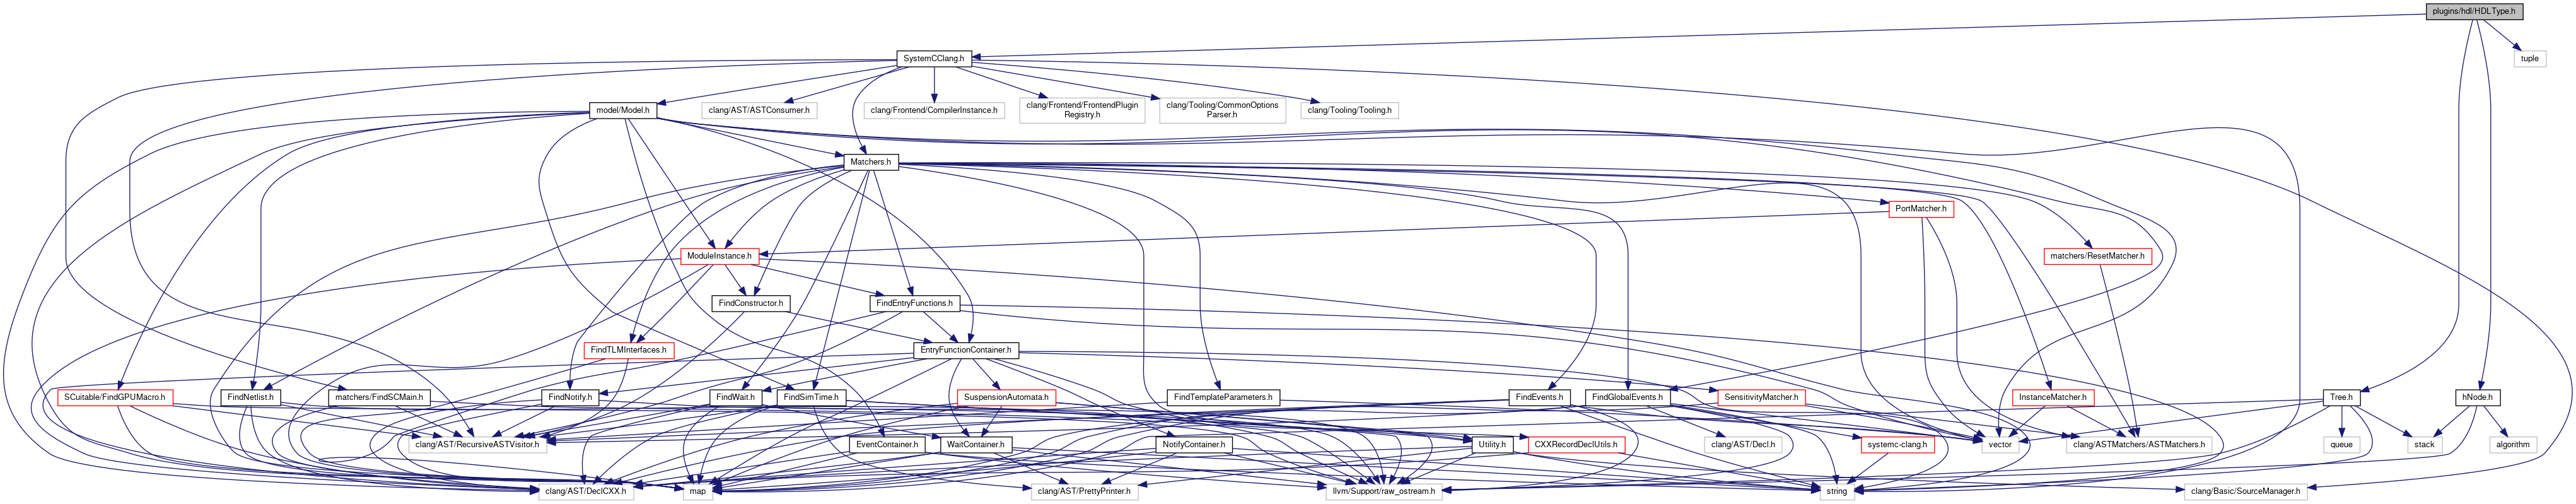 plugins/hdl/HDLType.h
SystemCClang.h
tuple
model/Model.h
clang/AST/ASTConsumer.h
clang/Frontend/CompilerInstance.h
clang/Frontend/FrontendPlugin
Registry.h
clang/Tooling/CommonOptions
Parser.h
clang/Tooling/Tooling.h
Matchers.h
PortMatcher.h
ModuleInstance.h
matchers/ResetMatcher.h
FindConstructor.h
FindEntryFunctions.h
FindTLMInterfaces.h
EntryFunctionContainer.h
SCuitable/FindGPUMacro.h
FindNetlist.h
matchers/FindSCMain.h
FindNotify.h
FindWait.h
FindSimTime.h
SuspensionAutomata.h
FindTemplateParameters.h
FindEvents.h
FindGlobalEvents.h
SensitivityMatcher.h
InstanceMatcher.h
Tree.h
hNode.h
clang/AST/RecursiveASTVisitor.h
EventContainer.h
WaitContainer.h
NotifyContainer.h
Utility.h
CXXRecordDeclUtils.h
clang/AST/Decl.h
systemc-clang.h
vector
clang/ASTMatchers/ASTMatchers.h
queue
stack
algorithm
clang/AST/DeclCXX.h
map
clang/AST/PrettyPrinter.h
llvm/Support/raw_ostream.h
string
clang/Basic/SourceManager.h